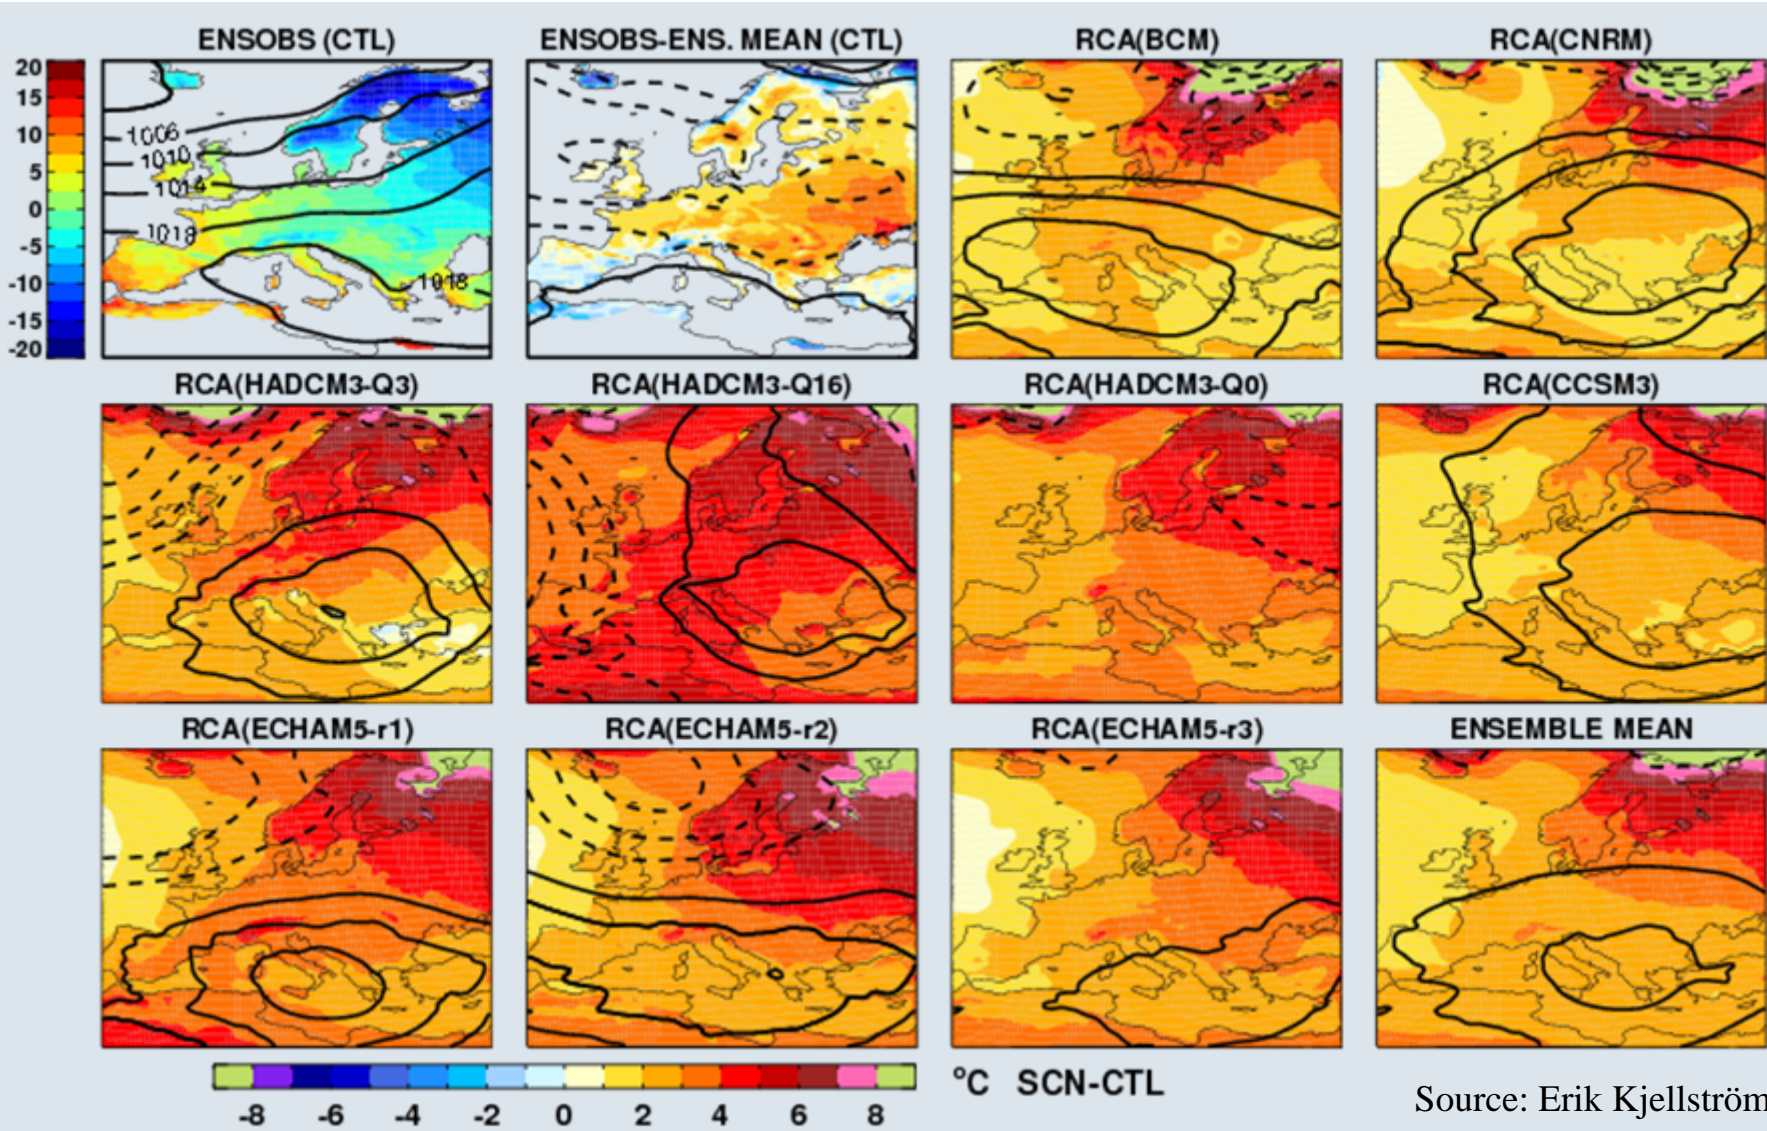 ENSOBS (CTL)
ENSOBS-ENS. MEAN (CTL)
RCA(BCM)
RCA(CNRM)
20
15
10
5
0
-5
-10
-15
-20
1006
1010
1014
1018
1018
RCA(HADCM3-Q3)
RCA(HADCM3-Q16)
RCA(HADCM3-Q0)
RCA(CCSM3)
RCA(ECHAM5-r1)
RCA(ECHAM5-r2)
RCA(ECHAM5-r3)
ENSEMBLE MEAN
-8 -6 -4 -2 0 2 4 6 8
°C SCN-CTL
Source: Erik Kjellström